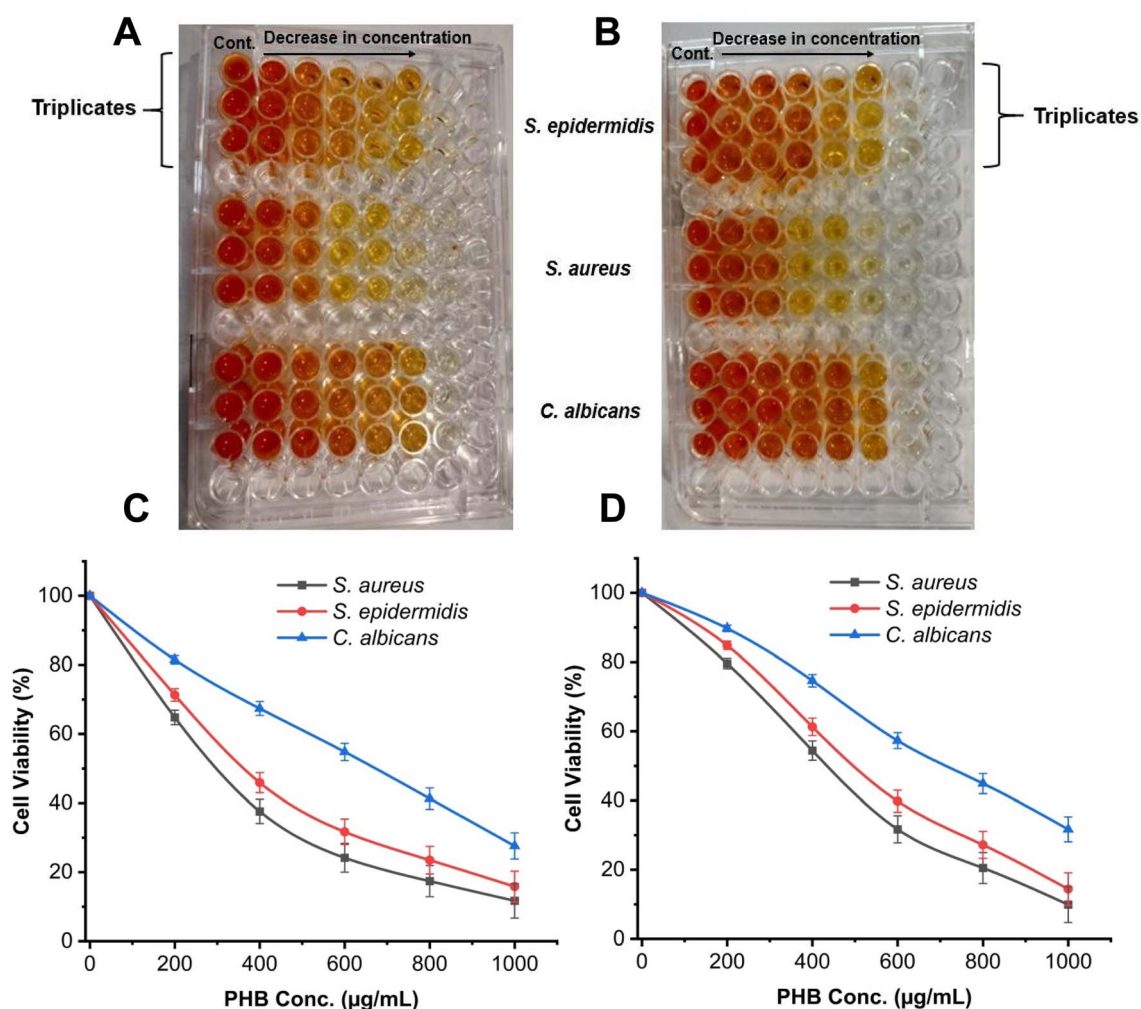 A
B
Cont.
Decrease in concentration
Cont.
Decrease in concentration
Triplicates
S. epidermidis
Triplicates
S. aureus
C. albicans
C
D
S. aureus
S. epidermidis
C. albicans
Cell Viability (%)
100
80
60
40
20
0
0 200 400 600 800 1000
PHB Conc. (µg/mL)
S. aureus
S. epidermidis
C. albicans
Cell Viability (%)
100
80
60
40
20
0
0 200 400 600 800 1000
PHB Conc. (µg/mL)